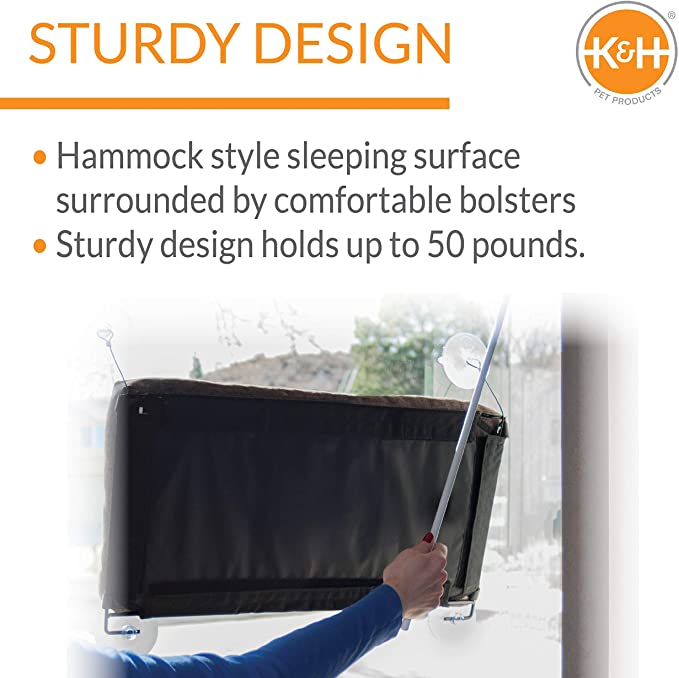 STURDY DESIGN
K&H
PET PRODUCTS
®
• Hammock style sleeping surface
surrounded by comfortable bolsters
• Sturdy design holds up to 50 pounds.